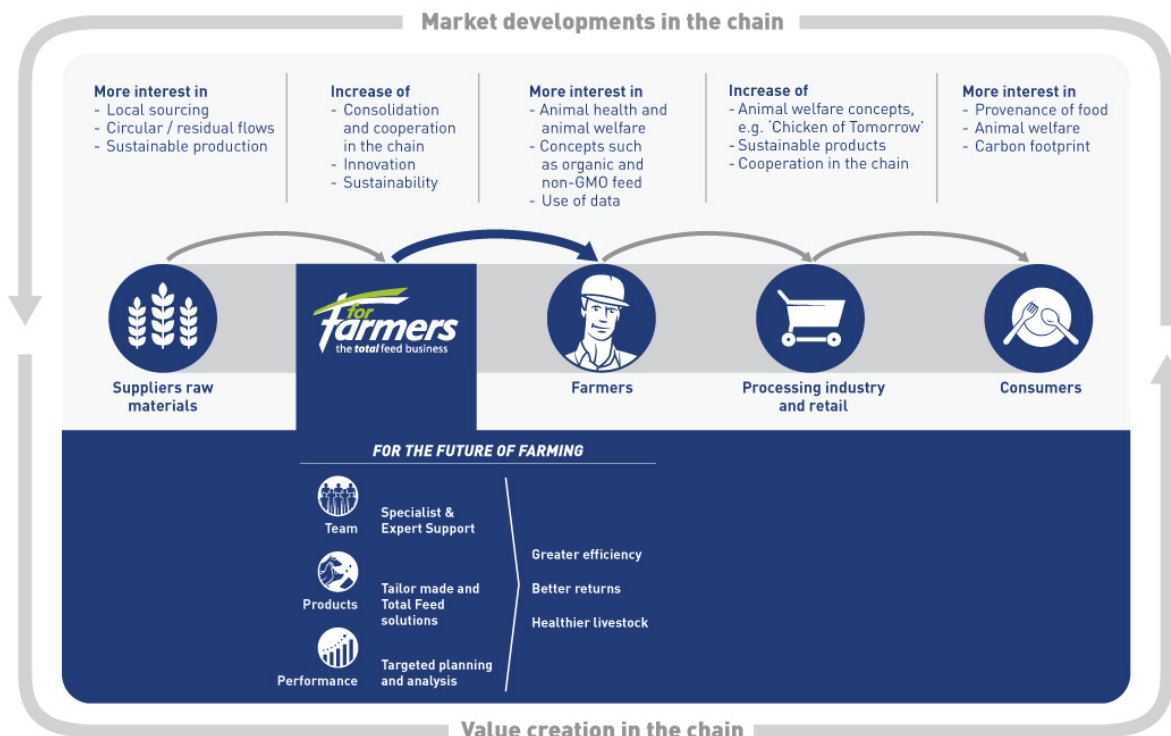 Market developments in the chain
More interest in
- Local sourcing
- Circular / residual flows
- Sustainable production
Increase of
- Consolidation
and cooperation
in the chain
- Innovation
- Sustainability
More interest in
- Animal health and
animal welfare
- Concepts such
as organic and
non-GMO feed
- Use of data
Increase of
- Animal welfare concepts,
e.g. ‘Chicken of Tomorrow’
- Sustainable products
- Cooperation in the chain
More interest in
- Provenance of food
- Animal welfare
- Carbon footprint
for
farmers
the total feed business
Suppliers raw
materials
Farmers
Processing industry
and retail
Consumers
FOR THE FUTURE OF FARMING
Team
Specialist &
Expert Support
Products
Tailor made and
Total Feed
solutions
Performance
Targeted planning
and analysis
Greater efficiency
Better returns
Healthier livestock
Value creation in the chain